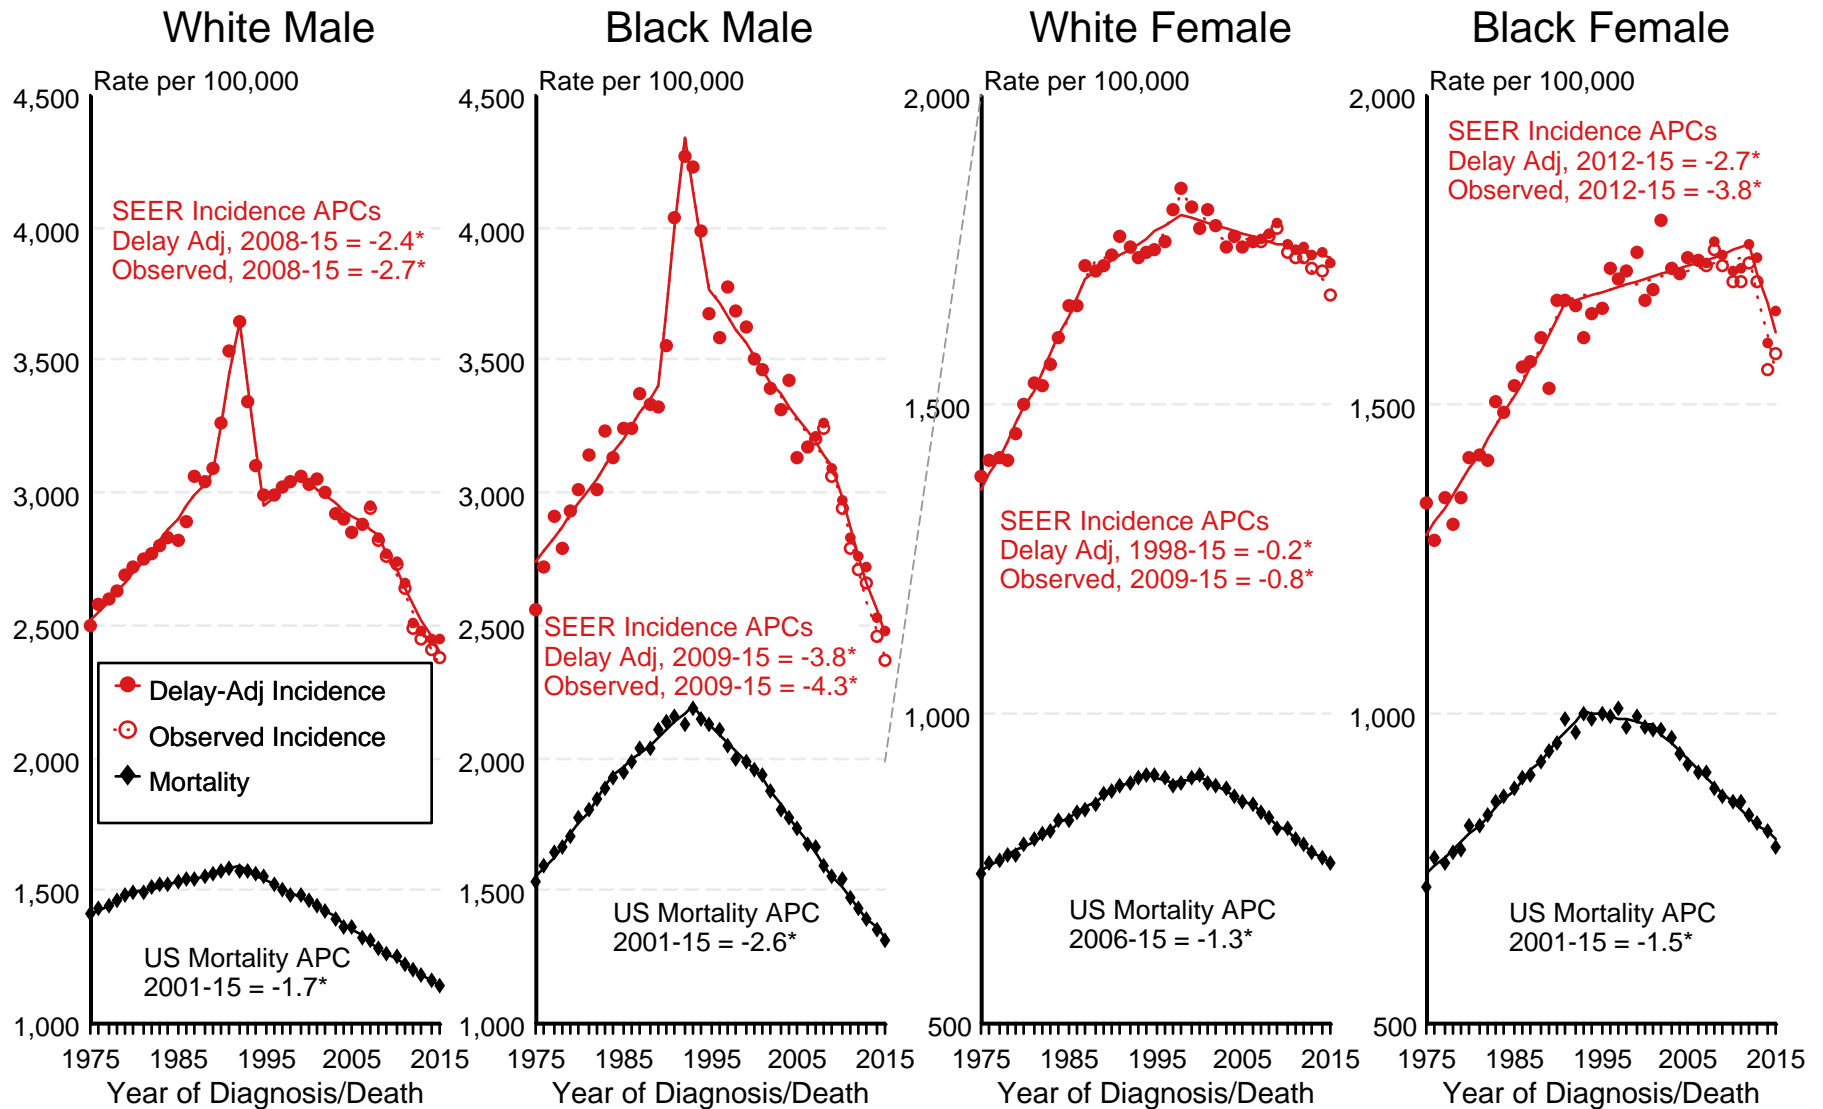 White Male
Rate per 100,000
4,500
4,000
3,500
3,000
2,500
2,000
1,500
1,000
SEER Incidence APCs
Delay Adj, 2008-15 = -2.4*
Observed, 2008-15 = -2.7*
Delay-Adj Incidence
Observed Incidence
Mortality
US Mortality APC
2001-15 = -1.7*
1975 1985 1995 2005 2015
Year of Diagnosis/Death
Black Male
Rate per 100,000
4,500
4,000
3,500
3,000
2,500
2,000
1,500
1,000
SEER Incidence APCs
Delay Adj, 2009-15 = -3.8*
Observed, 2009-15 = -4.3*
US Mortality APC
2001-15 = -2.6*
1975 1985 1995 2005 2015
Year of Diagnosis/Death
White Female
Rate per 100,000
2,000
1,500
1,000
500
SEER Incidence APCs
Delay Adj, 1998-15 = -0.2*
Observed, 2009-15 = -0.8*
US Mortality APC
2006-15 = -1.3*
1975 1985 1995 2005 2015
Year of Diagnosis/Death
Black Female
Rate per 100,000
2,000
1,500
1,000
500
SEER Incidence APCs
Delay Adj, 2012-15 = -2.7*
Observed, 2012-15 = -3.8*
US Mortality APC
2001-15 = -1.5*
1975 1985 1995 2005 2015
Year of Diagnosis/Death